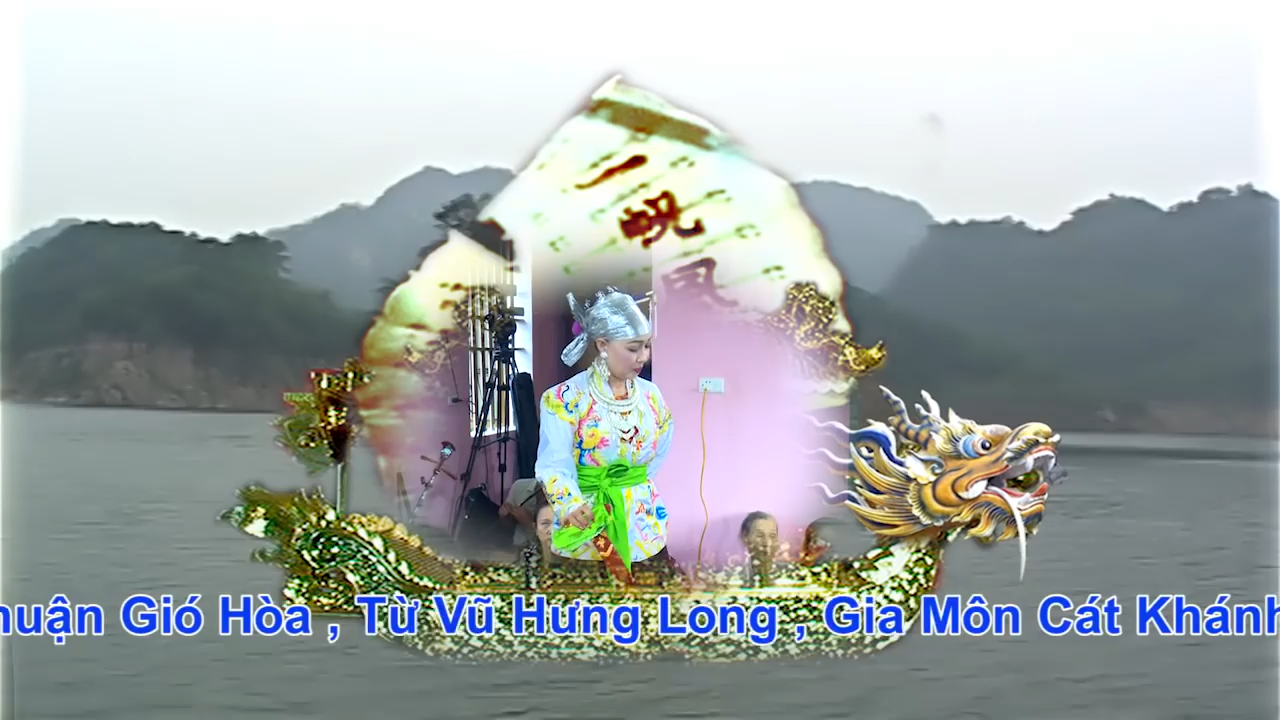 一
帆
風
huận Gió Hòa , Từ Vũ Hưng Long , Gia Môn Cát Khánh